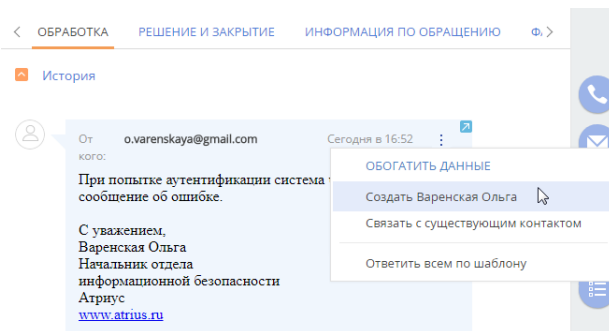 ОБРАБОТКА РЕШЕНИЕ И ЗАКРЫТИЕ ИНФОРМАЦИЯ ПО ОБРАЩЕНИЮ
История
От кого: o.varenskaya@gmail.com Сегодня в 16:52
При попытке аутентификации система
сообщение об ошибке.
С уважением,
Варенская Ольга
Начальник отдела
информационной безопасности
Атриус
www.atrius.ru
ОБОГАТИТЬ ДАННЫЕ
Создать Варенская Ольга
Связать с существующим контактом
Ответить всем по шаблону